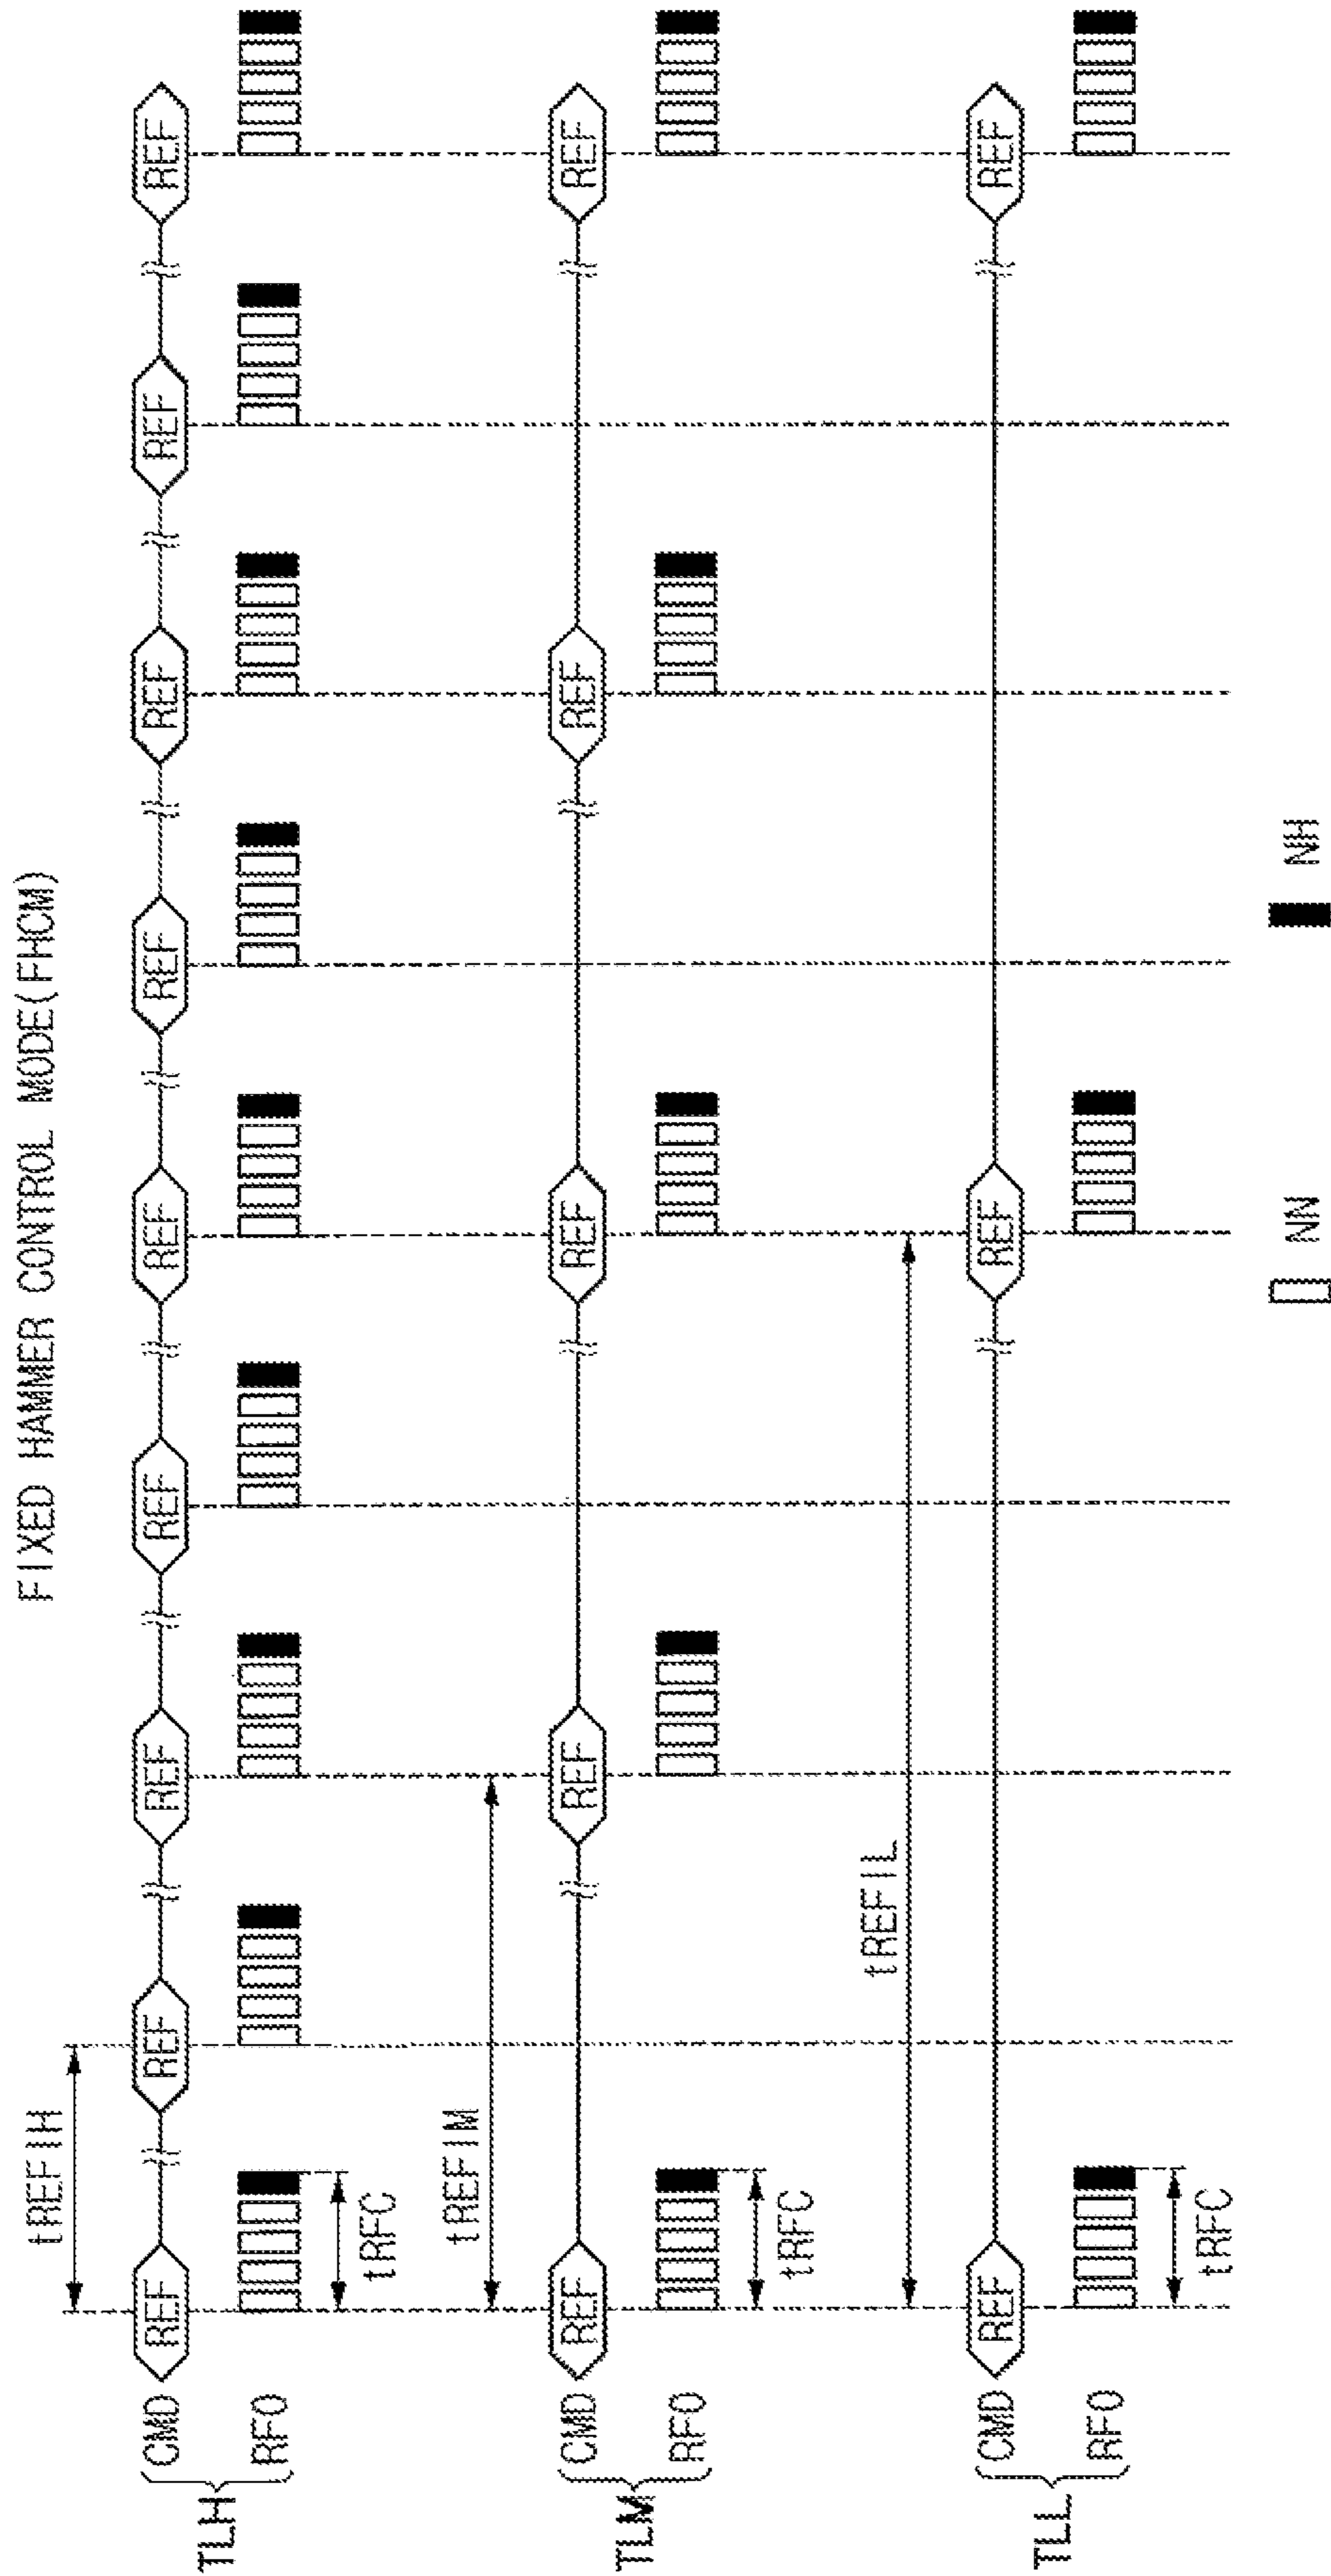 FIXED HAMMER CONTROL MODE(FHCM)
tREFIH
TLH
CMD
REF REF REF REF REF REF REF REF REF
RFO
tRFC
tREFIM
TLM
CMD
REF REF REF REF REF
RFO
tRFC
tREFIL
TLL
CMD
REF REF REF
RFO
tRFC
NN NH